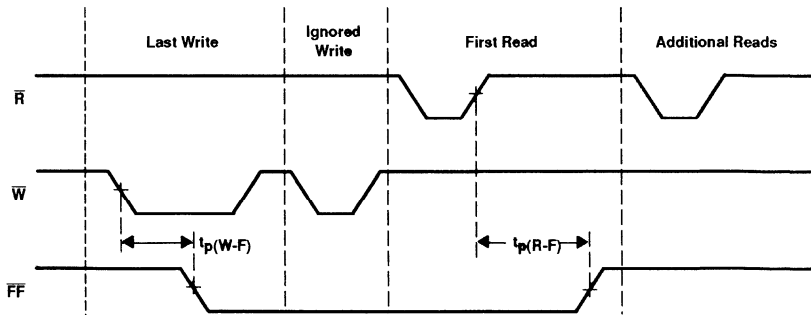 Last Write
Ignored
Write
First Read
Additional Reads
R
W
tp(W-F)
tp(R-F)
FF